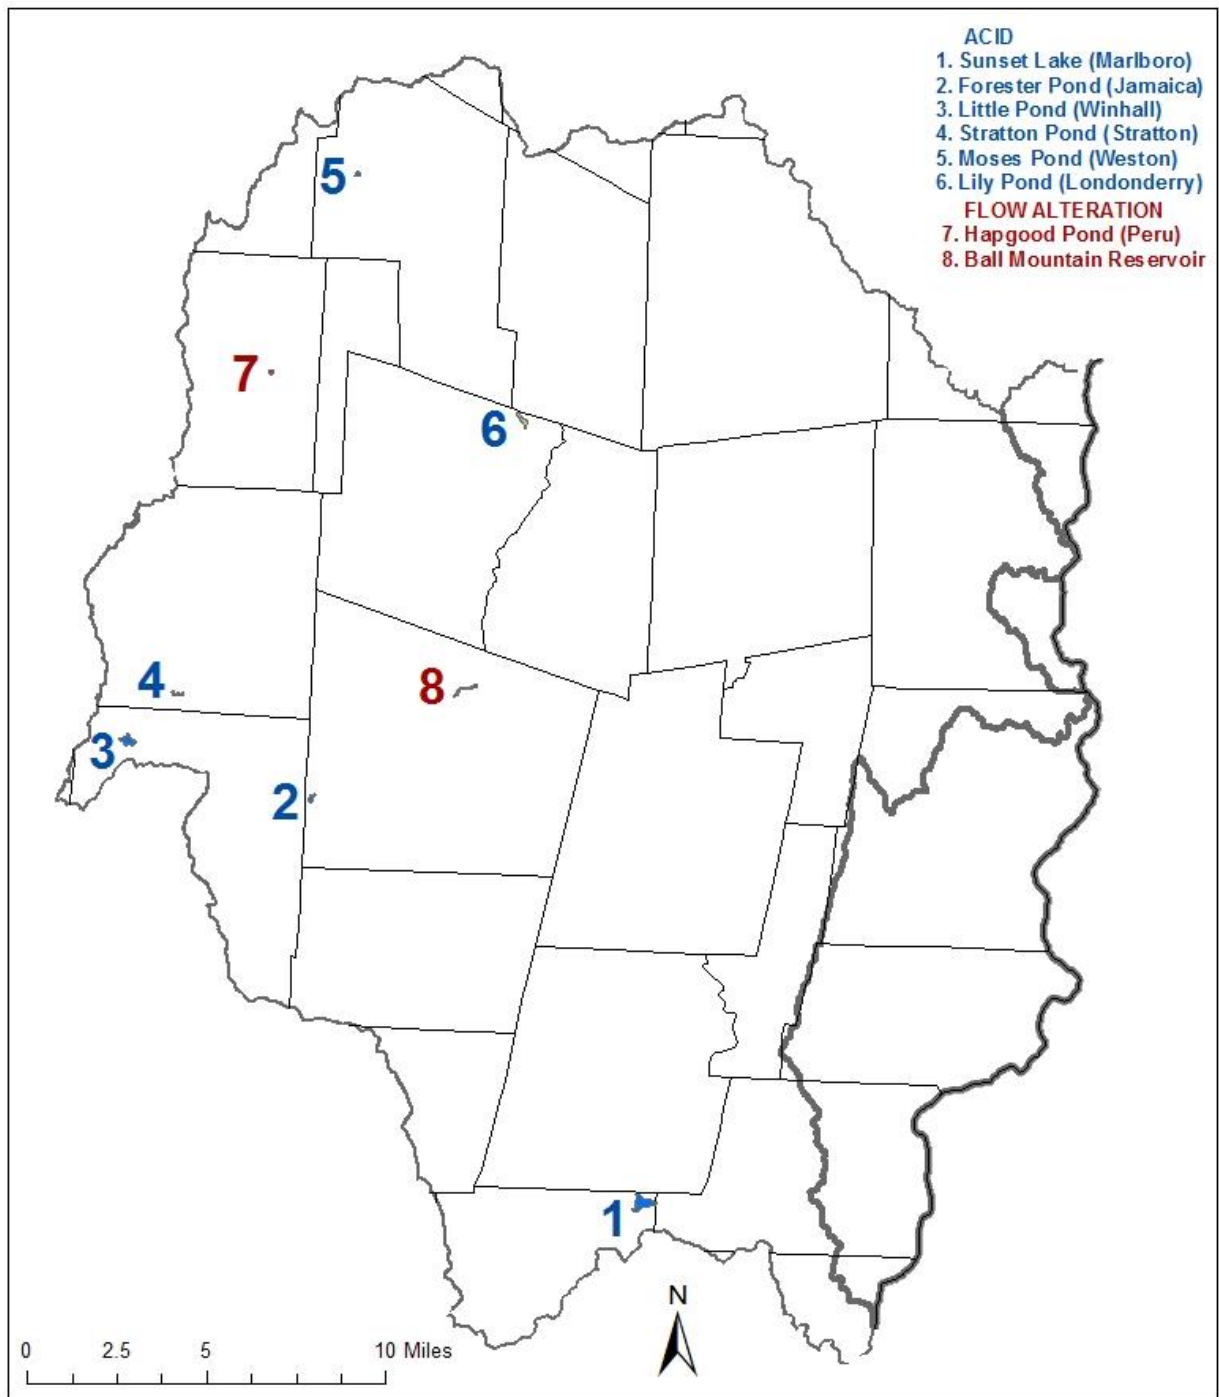 ACID
1. Sunset Lake (Marlboro)
2. Forester Pond (Jamaica)
3. Little Pond (Winhall)
4. Stratton Pond (Stratton)
5. Moses Pond (Weston)
6. Lily Pond (Londonderry)
FLOW ALTERATION
7. Hapgood Pond (Peru)
8. Ball Mountain Reservoir
5
7
6
4
8
3
2
1
N
0 2.5 5 10 Miles